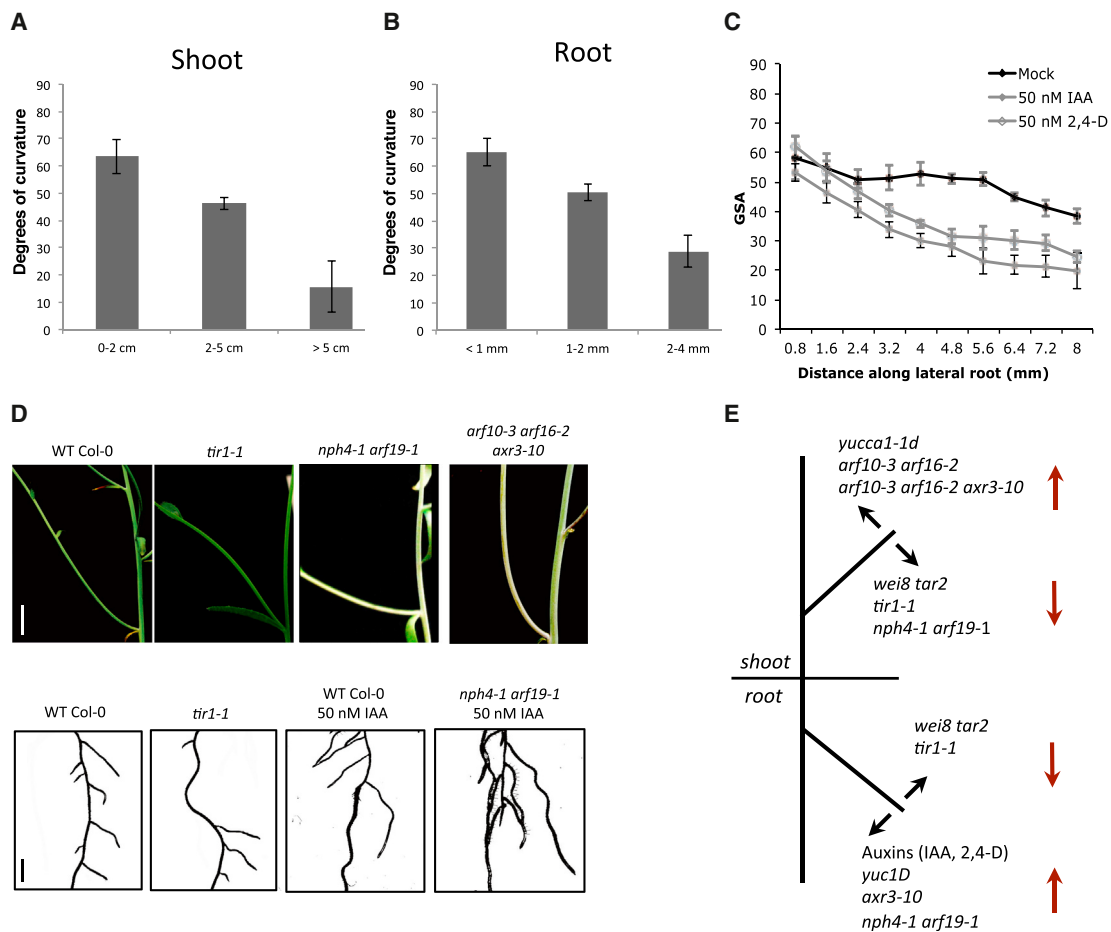 A
Shoot
Degrees of curvature
90
80
70
60
50
40
30
20
10
0
0-2 cm
2-5 cm
> 5 cm
B
Root
Degrees of curvature
90
80
70
60
50
40
30
20
10
0
< 1 mm
1-2 mm
2-4 mm
C
GSA
90
80
70
60
50
40
30
20
10
0
Mock
50 nM IAA
50 nM 2,4-D
0.8 1.6 2.4 3.2 4 4.8 5.6 6.4 7.2 8
Distance along lateral root (mm)
D
WT Col-0
tir1-1
nph4-1 arf19-1
arf10-3 arf16-2
axr3-10
WT Col-0
tir1-1
WT Col-0
50 nM IAA
nph4-1 arf19-1
50 nM IAA
E
yucca1-1d
arf10-3 arf16-2
arf10-3 arf16-2 axr3-10
wei8 tar2
tir1-1
nph4-1 arf19-1
shoot
root
wei8 tar2
tir1-1
Auxins (IAA, 2,4-D)
yuc1D
axr3-10
nph4-1 arf19-1